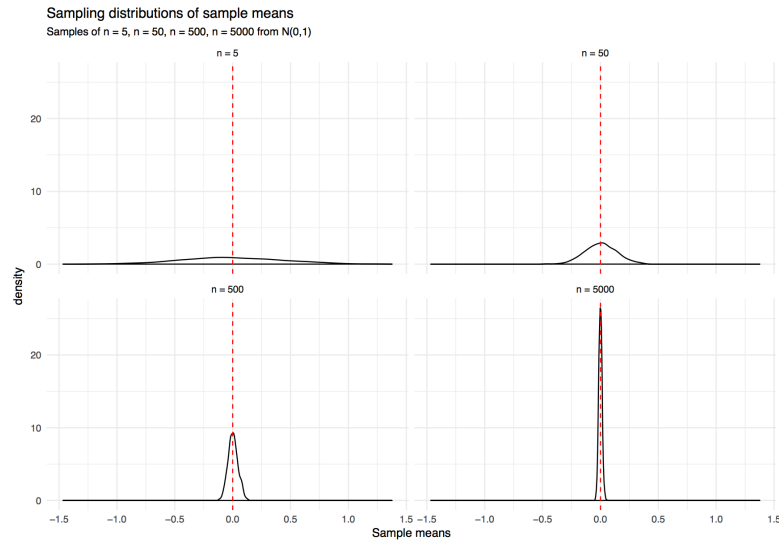 Sampling distributions of sample means
Samples of n = 5, n = 50, n = 500, n = 5000 from N(0,1)
n = 5
n = 50
20
10
0
density
n = 500
n = 5000
20
10
0
−1.5 −1.0 −0.5 0.0 0.5 1.0 1.5 −1.5 −1.0 −0.5 0.0 0.5 1.0 1.5
Sample means